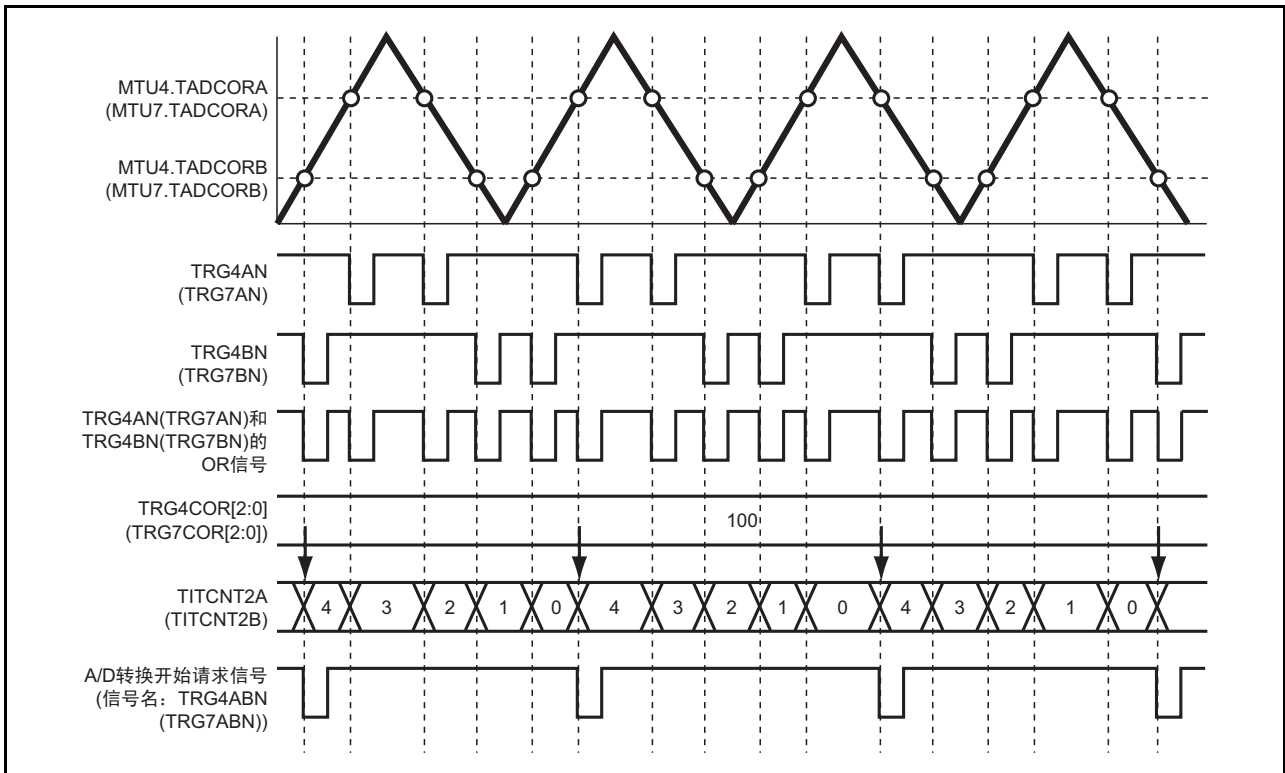 MTU4.TADCORA
(MTU7.TADCORA)
MTU4.TADCORB
(MTU7.TADCORB)
TRG4AN
(TRG7AN)
TRG4BN
(TRG7BN)
TRG4AN(TRG7AN)和
TRG4BN(TRG7BN)的
OR信号
TRG4COR[2:0]
(TRG7COR[2:0])
100
TITCNT2A
(TITCNT2B)
4 3 2 1 0 4 3 2 1 0 4 3 2 1 0
A/D转换开始请求信号
(信号名：TRG4ABN
(TRG7ABN))